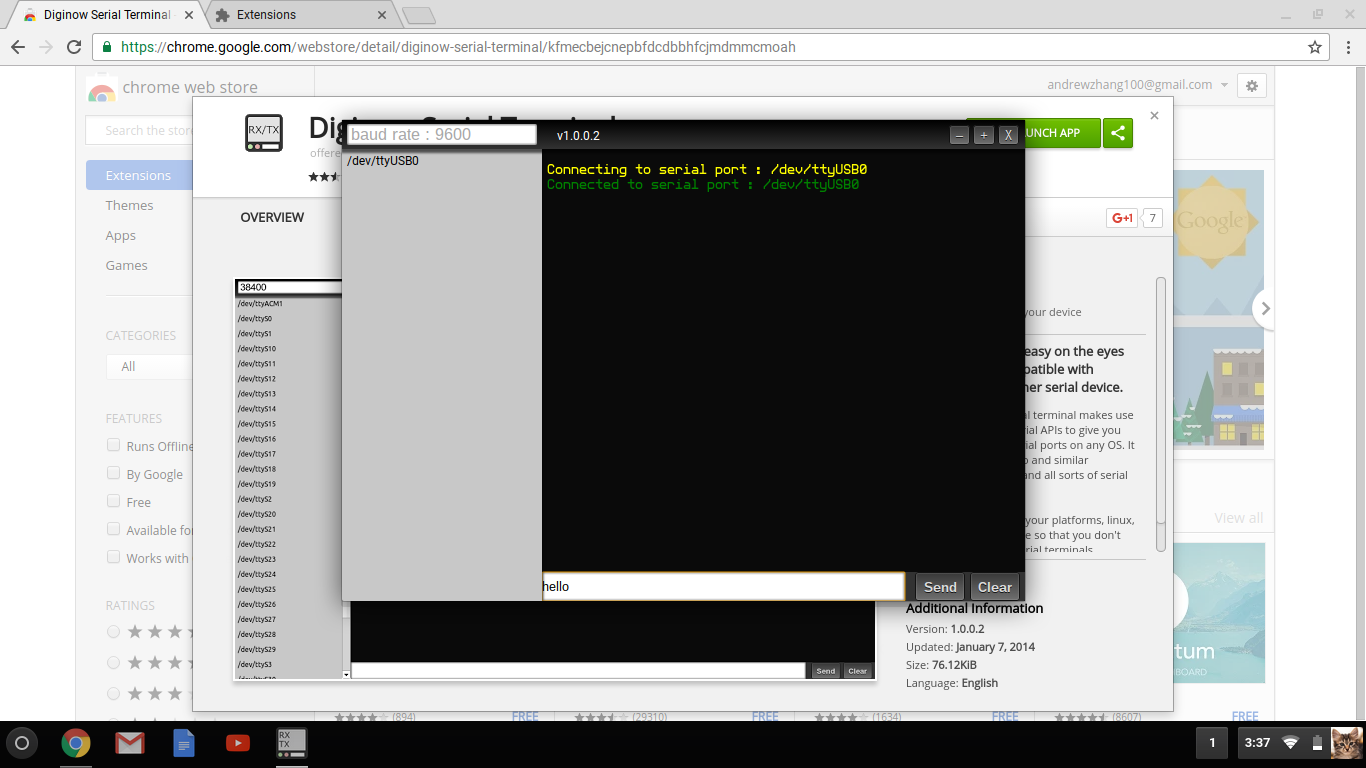 Diginow Serial Terminal
Extensions
https://chrome.google.com/webstore/detail/diginow-serial-terminal/kfmecbejcnepbfdcdbbhfcjmdmmcmoah
chrome web store
andrewzhang100@gmail.com
Search the store
RX/TX
offere
LAUNCH APP
baud rate : 9600
v1.0.0.2
– + X
/dev/ttyUSB0
Connecting to serial port : /dev/ttyUSB0
Connected to serial port : /dev/ttyUSB0
hello
Send
Clear
Extensions
Themes
Apps
Games
OVERVIEW
G+1
7
Google
CATEGORIES
All
FEATURES
Runs Offline
By Google
Free
Available for
Works with
RATINGS
38400
/dev/ttyACM1
/dev/ttyS0
/dev/ttyS1
/dev/ttyS10
/dev/ttyS11
/dev/ttyS12
/dev/ttyS13
/dev/ttyS14
/dev/ttyS15
/dev/ttyS16
/dev/ttyS17
/dev/ttyS18
/dev/ttyS19
/dev/ttyS2
/dev/ttyS20
/dev/ttyS21
/dev/ttyS22
/dev/ttyS23
/dev/ttyS24
/dev/ttyS25
/dev/ttyS26
/dev/ttyS27
/dev/ttyS28
/dev/ttyS29
/dev/ttyS3
Send
Clear
your device
easy on the eyes
patible with
her serial device.
al terminal makes use
rial APIs to give you
ial ports on any OS. It
o and similar
and all sorts of serial
your platforms, linux,
e so that you don't
rial terminals
View all
Additional Information
Version: 1.0.0.2
Updated: January 7, 2014
Size: 76.12KiB
Language: English
tum
BOARD
(894)
FREE
(29310)
FREE
(1634)
FREE
(8607)
FREE
RX
TX
1
3:37